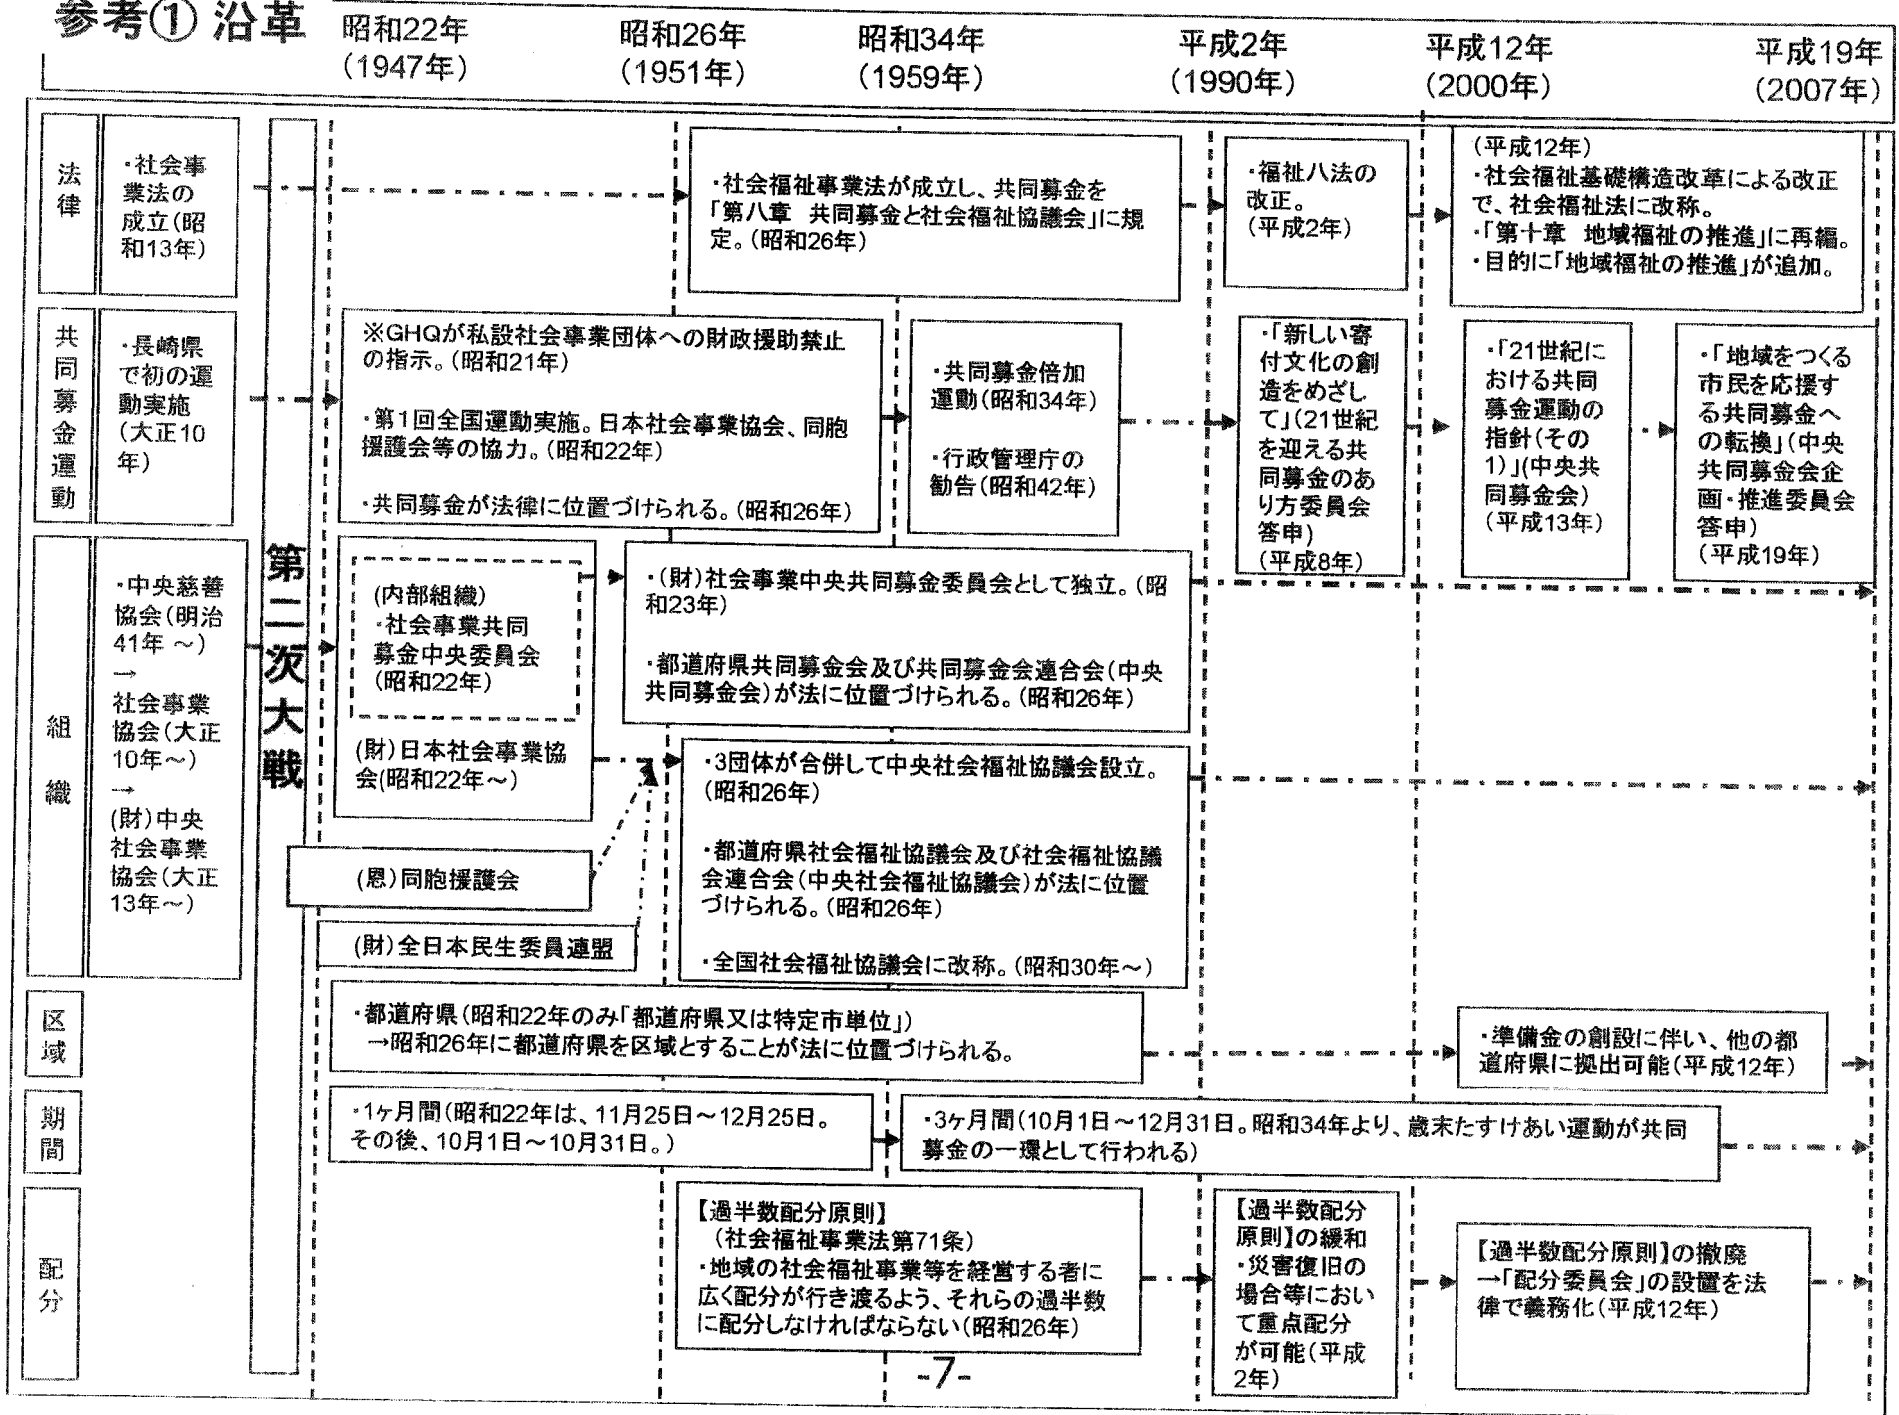 参考① 沿革
昭和22年
(1947年)
昭和26年
(1951年)
昭和34年
(1959年)
平成2年
(1990年)
平成12年
(2000年)
平成19年
(2007年)
法律
・社会事
業法の
成立(昭
和13年)
・社会福祉事業法が成立し、共同募金を
「第八章　共同募金と社会福祉協議会」に規
定。(昭和26年)
・福祉八法の
改正。
(平成2年)
(平成12年)
・社会福祉基礎構造改革による改正
で、社会福祉法に改称。
・「第十章　地域福祉の推進」に再編。
・目的に「地域福祉の推進」が追加。
共同募金運動
・長崎県
で初の運
動実施
(大正10
年)
※GHQが私設社会事業団体への財政援助禁止
の指示。(昭和21年)
・第1回全国運動実施。日本社会事業協会、同胞
援護会等の協力。(昭和22年)
・共同募金が法律に位置づけられる。(昭和26年)
・共同募金倍加
運動(昭和34年)
・行政管理庁の
勧告(昭和42年)
・「新しい寄
付文化の創
造をめざし
て」(21世紀
を迎える共
同募金のあ
り方委員会
答申)
(平成8年)
・「21世紀に
おける共同
募金運動の
指針(その
1)」(中央共
同募金会)
(平成13年)
・「地域をつくる
市民を応援す
る共同募金へ
の転換」(中央
共同募金会企
画・推進委員会
答申)
(平成19年)
第二次大戦
組織
・中央慈善
協会(明治
41年～)
→
社会事業
協会(大正
10年～)
→
(財)中央
社会事業
協会(大正
13年～)
(内部組織)
・社会事業共同
募金中央委員会
(昭和22年)
(財)日本社会事業協
会(昭和22年～)
(恩)同胞援護会
(財)全日本民生委員連盟
・(財)社会事業中央共同募金委員会として独立。(昭
和23年)
・都道府県共同募金会及び共同募金会連合会(中央
共同募金会)が法に位置づけられる。(昭和26年)
・3団体が合併して中央社会福祉協議会設立。
(昭和26年)
・都道府県社会福祉協議会及び社会福祉協議
会連合会(中央社会福祉協議会)が法に位置
づけられる。(昭和26年)
・全国社会福祉協議会に改称。(昭和30年～)
区域
・都道府県(昭和22年のみ「都道府県又は特定市単位」)
→昭和26年に都道府県を区域とすることが法に位置づけられる。
・準備金の創設に伴い、他の都
道府県に拠出可能(平成12年)
期間
・1ヶ月間(昭和22年は、11月25日～12月25日。
その後、10月1日～10月31日。)
・3ヶ月間(10月1日～12月31日。昭和34年より、歳末たすけあい運動が共同
募金の一環として行われる)
配分
【過半数配分原則】
(社会福祉事業法第71条)
・地域の社会福祉事業等を経営する者に
広く配分が行き渡るよう、それらの過半数
に配分しなければならない(昭和26年)
【過半数配分
原則】の緩和
・災害復旧の
場合等におい
て重点配分
が可能(平成
2年)
【過半数配分原則】の撤廃
→「配分委員会」の設置を法
律で義務化(平成12年)
-7-